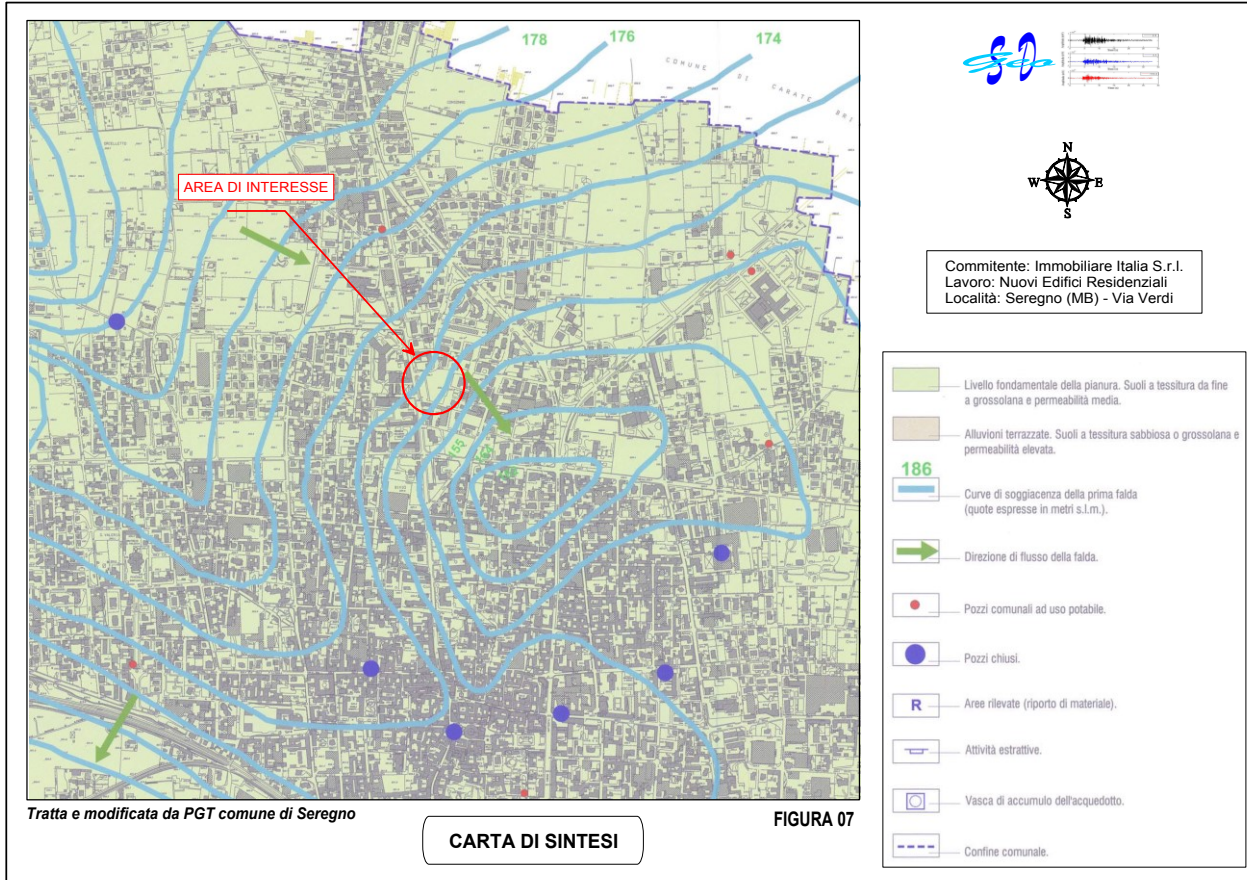 178
176
174
COMUNE DI
CARATE BRI
AREA DI INTERESSE
155
Tratta e modificata da PGT comune di Seregno
CARTA DI SINTESI
FIGURA 07
SD
N
W E
S
Commitente: Immobiliare Italia S.r.l.
Lavoro: Nuovi Edifici Residenziali
Località: Seregno (MB) - Via Verdi
Livello fondamentale della pianura. Suoli a tessitura da fine
a grossolana e permeabilità media.
Alluvioni terrazzate. Suoli a tessitura sabbiosa o grossolana e
permeabilità elevata.
186
Curve di soggiacenza della prima falda
(quote espresse in metri s.l.m.).
Direzione di flusso della falda.
Pozzi comunali ad uso potabile.
Pozzi chiusi.
R
Aree rilevate (riporto di materiale).
Attività estrattive.
Vasca di accumulo dell'acquedotto.
Confine comunale.